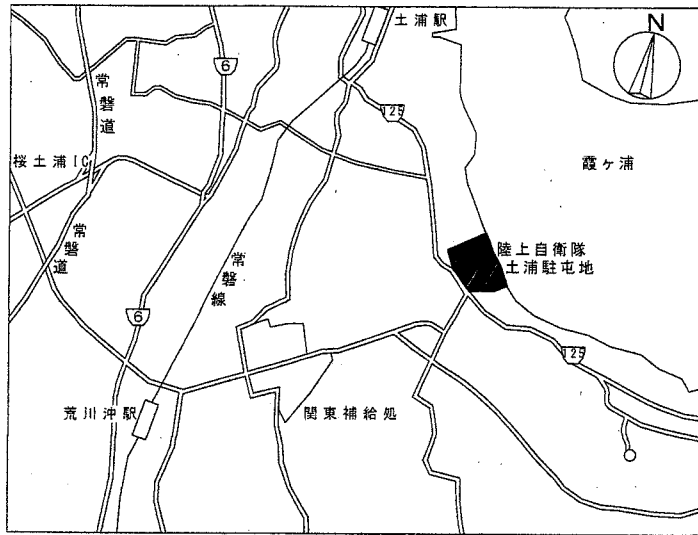 土浦駅
N
6
常磐道
125
桜土浦IC
霞ヶ浦
陸上自衛隊
土浦駐屯地
常磐道
常磐線
6
125
荒川沖駅
関東補給処